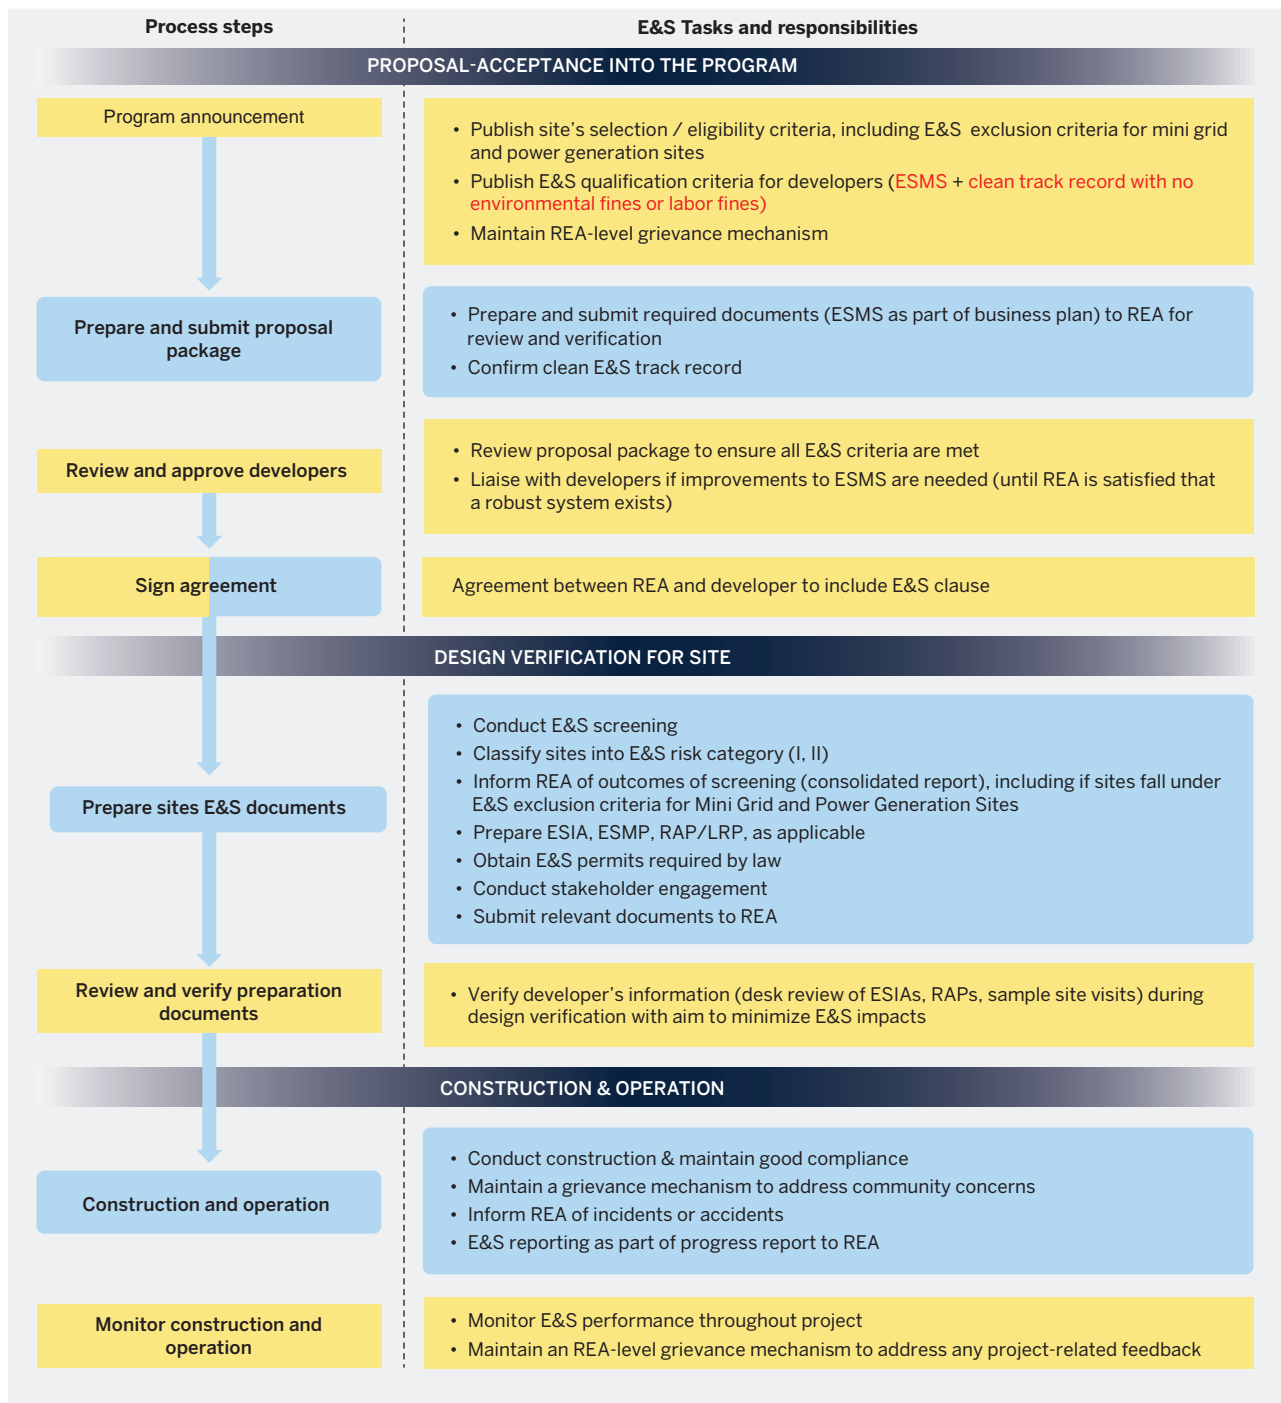 Process steps
E&S Tasks and responsibilities
PROPOSAL-ACCEPTANCE INTO THE PROGRAM
Program announcement
• Publish site's selection / eligibility criteria, including E&S exclusion criteria for mini grid
and power generation sites
• Publish E&S qualification criteria for developers (ESMS + clean track record with no
environmental fines or labor fines)
• Maintain REA-level grievance mechanism
Prepare and submit proposal
package
• Prepare and submit required documents (ESMS as part of business plan) to REA for
review and verification
• Confirm clean E&S track record
Review and approve developers
• Review proposal package to ensure all E&S criteria are met
• Liaise with developers if improvements to ESMS are needed (until REA is satisfied that
a robust system exists)
Sign agreement
Agreement between REA and developer to include E&S clause
DESIGN VERIFICATION FOR SITE
Prepare sites E&S documents
• Conduct E&S screening
• Classify sites into E&S risk category (I, II)
• Inform REA of outcomes of screening (consolidated report), including if sites fall under
E&S exclusion criteria for Mini Grid and Power Generation Sites
• Prepare ESIA, ESMP, RAP/LRP, as applicable
• Obtain E&S permits required by law
• Conduct stakeholder engagement
• Submit relevant documents to REA
Review and verify preparation
documents
• Verify developer's information (desk review of ESIAs, RAPs, sample site visits) during
design verification with aim to minimize E&S impacts
CONSTRUCTION & OPERATION
Construction and operation
• Conduct construction & maintain good compliance
• Maintain a grievance mechanism to address community concerns
• Inform REA of incidents or accidents
• E&S reporting as part of progress report to REA
Monitor construction and
operation
• Monitor E&S performance throughout project
• Maintain an REA-level grievance mechanism to address any project-related feedback